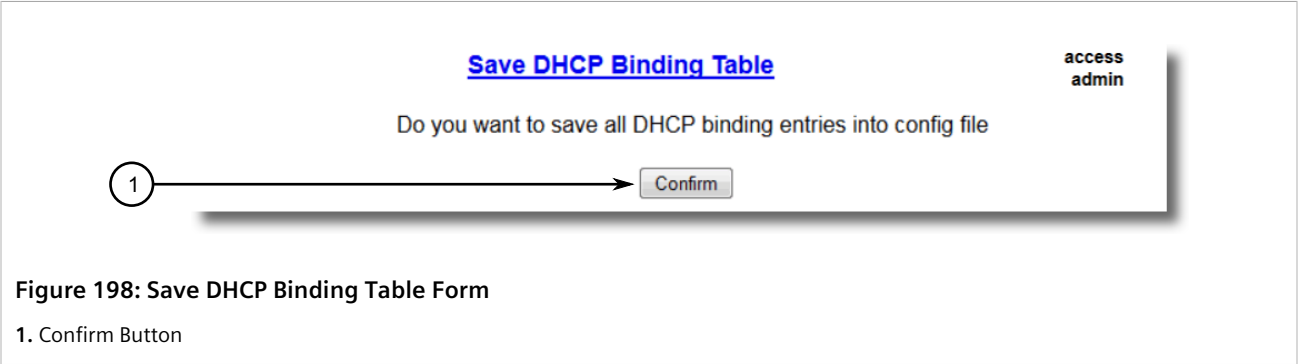 Save DHCP Binding Table
access
admin
Do you want to save all DHCP binding entries into config file
1
Confirm
Figure 198: Save DHCP Binding Table Form
1. Confirm Button